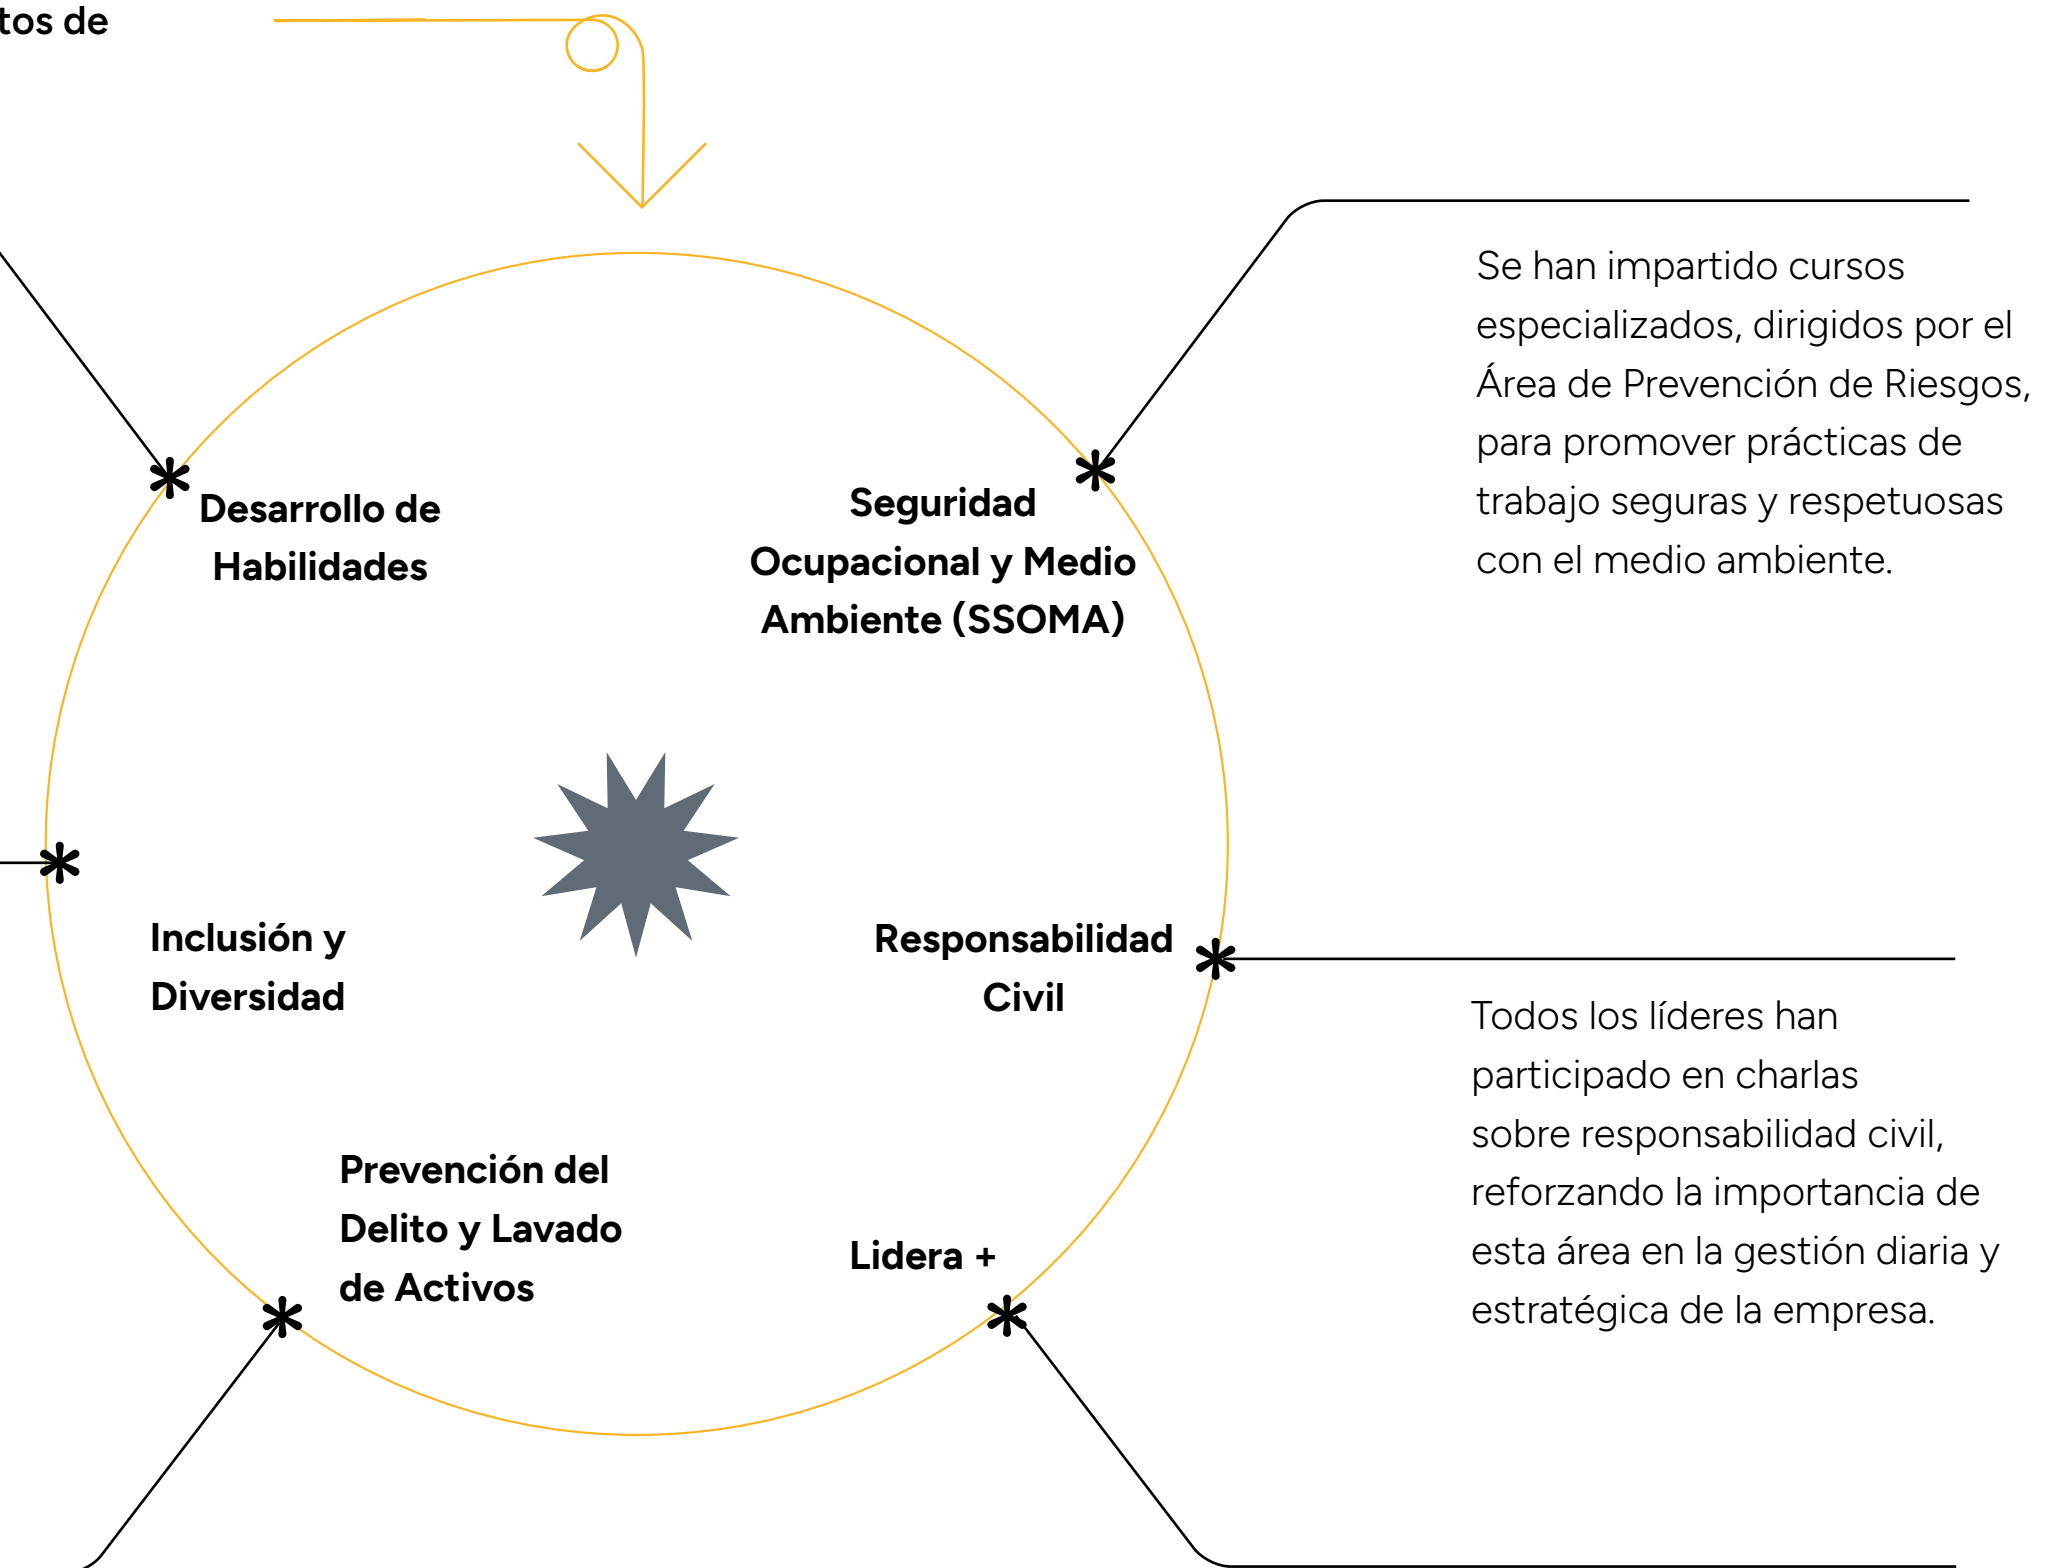 tos de
Se han impartido cursos
especializados, dirigidos por el
Área de Prevención de Riesgos,
para promover prácticas de
trabajo seguras y respetuosas
con el medio ambiente.
Desarrollo de
Habilidades
Seguridad
Ocupacional y Medio
Ambiente (SSOMA)
Inclusión y
Diversidad
Responsabilidad
Civil
Todos los líderes han
participado en charlas
sobre responsabilidad civil,
reforzando la importancia de
esta área en la gestión diaria y
estratégica de la empresa.
Prevención del
Delito y Lavado
de Activos
Lidera +